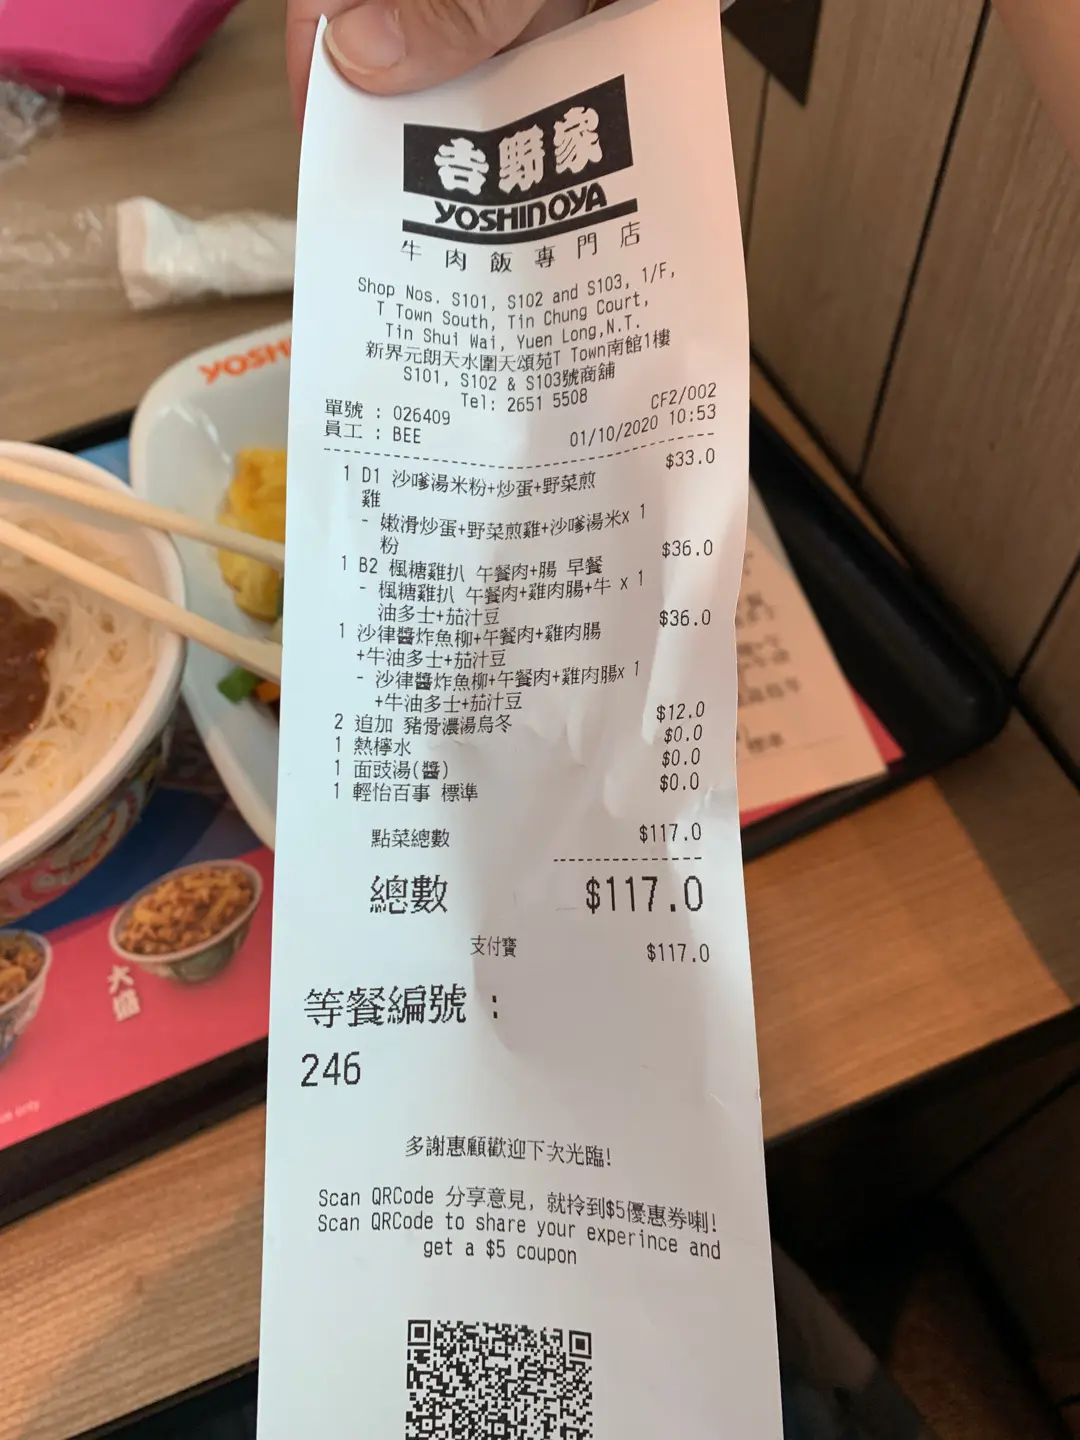 吉野家
YOSHINOYA
牛肉飯專門店
Shop Nos. S101, S102 and S103, 1/F,
T Town South, Tin Chung Court,
Tin Shui Wai, Yuen Long,N.T.
新界元朗天水圍天頌苑T Town南館1樓
S101, S102 & S103號商舖
Tel: 2651 5508
單號 : 026409 CF2/002
員工 : BEE 01/10/2020 10:53
1 D1 沙嗲湯米粉+炒蛋+野菜煎 $33.0
雞
- 嫩滑炒蛋+野菜煎雞+沙嗲湯米x 1
粉
1 B2 楓糖雞扒 午餐肉+腸 早餐 $36.0
- 楓糖雞扒 午餐肉+雞肉腸+牛 x 1
油多士+茄汁豆
1 沙律醬炸魚柳+午餐肉+雞肉腸 $36.0
+牛油多士+茄汁豆
- 沙律醬炸魚柳+午餐肉+雞肉腸x 1
+牛油多士+茄汁豆
2 追加 豬骨濃湯烏冬 $12.0
1 熱檸水 $0.0
1 面豉湯(醬) $0.0
1 輕怡百事 標準 $0.0
點菜總數 $117.0
總數 $117.0
支付寶 $117.0
等餐編號 :
246
多謝惠顧歡迎下次光臨!
Scan QRCode 分享意見, 就拎到$5優惠券喇!
Scan QRCode to share your experince and
get a $5 coupon
YOSH
大盛
標準